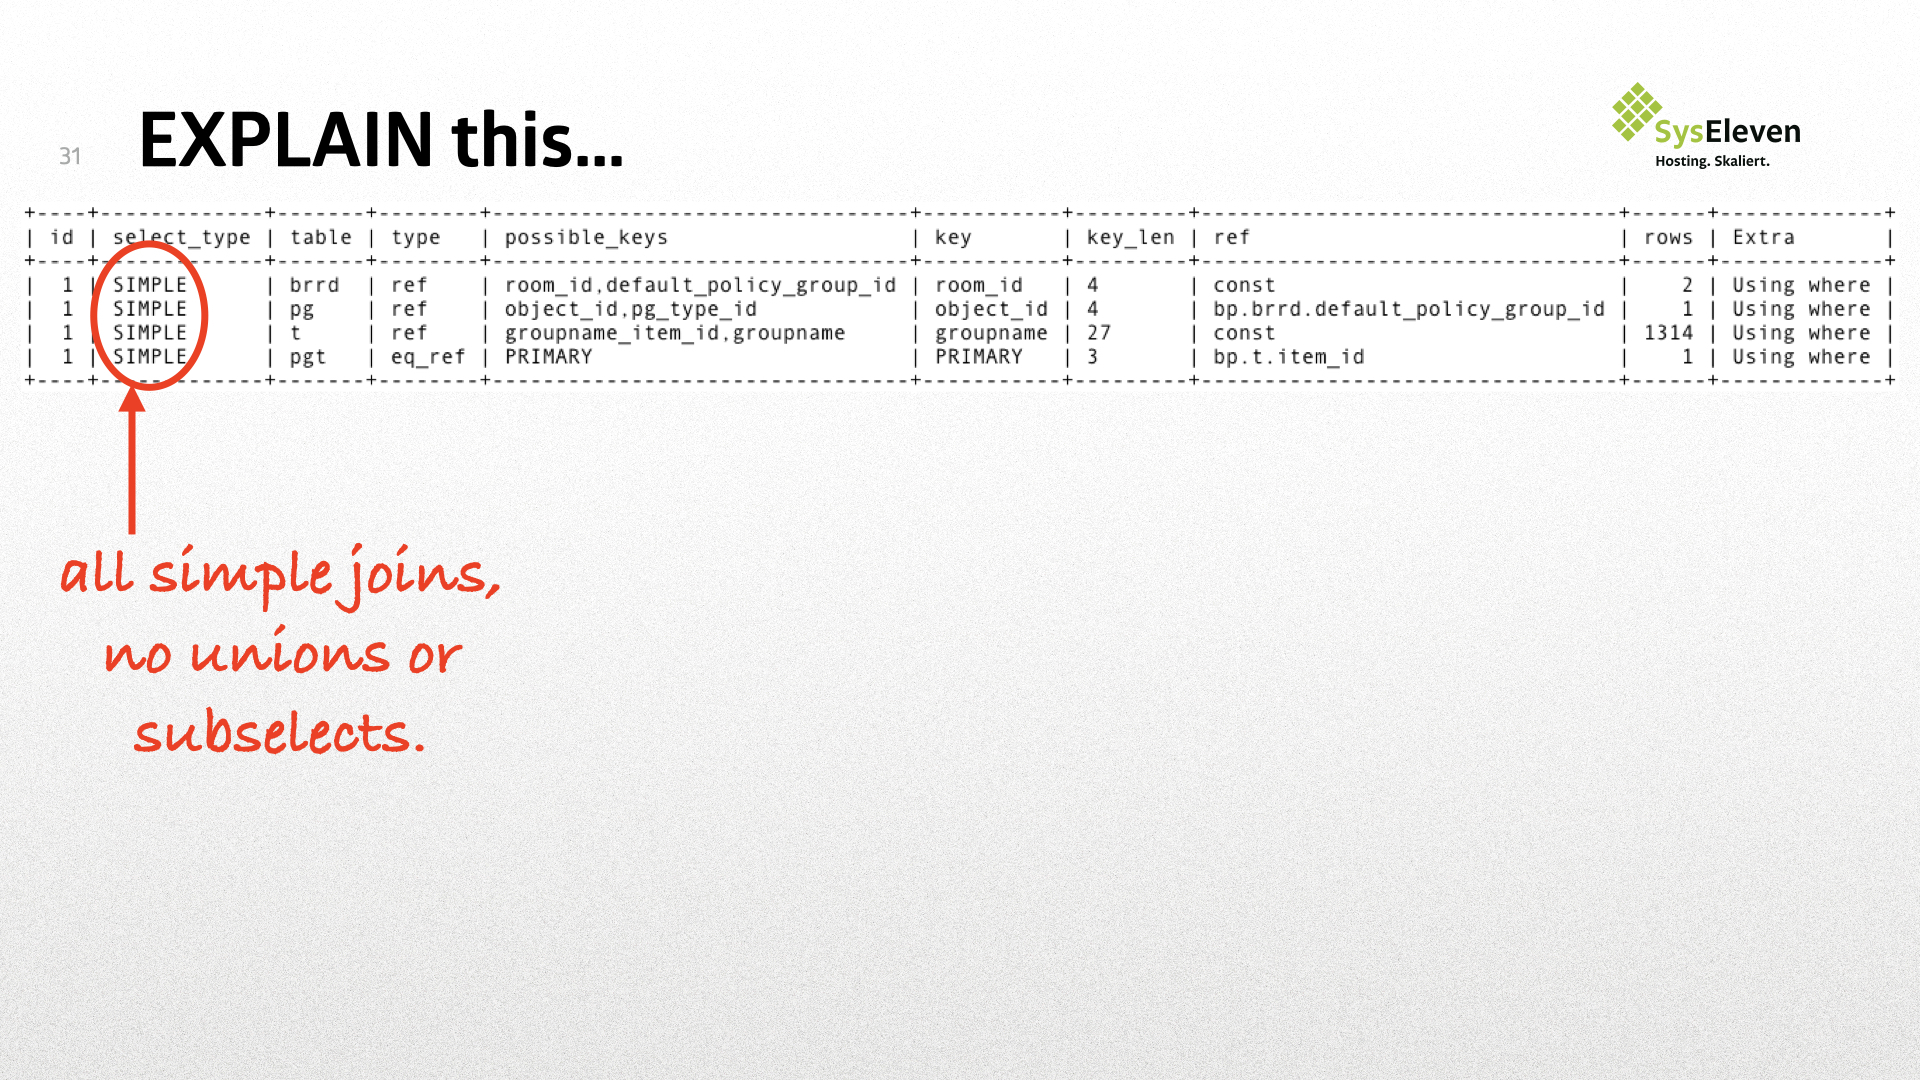 31
EXPLAIN this...
SysEleven
Hosting. Skaliert.
+----+-------------+-------+--------+---------------------------------+-----------+---------+---------------------------------+------+-------------+
| id | select_type | table | type   | possible_keys                   | key       | key_len | ref                             | rows | Extra       |
+----+-------------+-------+--------+---------------------------------+-----------+---------+---------------------------------+------+-------------+
|  1 | SIMPLE      | brrd  | ref    | room_id,default_policy_group_id | room_id   | 4       | const                           |    2 | Using where |
|  1 | SIMPLE      | pg    | ref    | object_id,pg_type_id            | object_id | 4       | bp.brrd.default_policy_group_id |    1 | Using where |
|  1 | SIMPLE      | t     | ref    | groupname_item_id,groupname     | groupname | 27      | const                           | 1314 | Using where |
|  1 | SIMPLE      | pgt   | eq_ref | PRIMARY                         | PRIMARY   | 3       | bp.t.item_id                    |    1 | Using where |
+----+-------------+-------+--------+---------------------------------+-----------+---------+---------------------------------+------+-------------+
all simple joins,
no unions or
subselects.